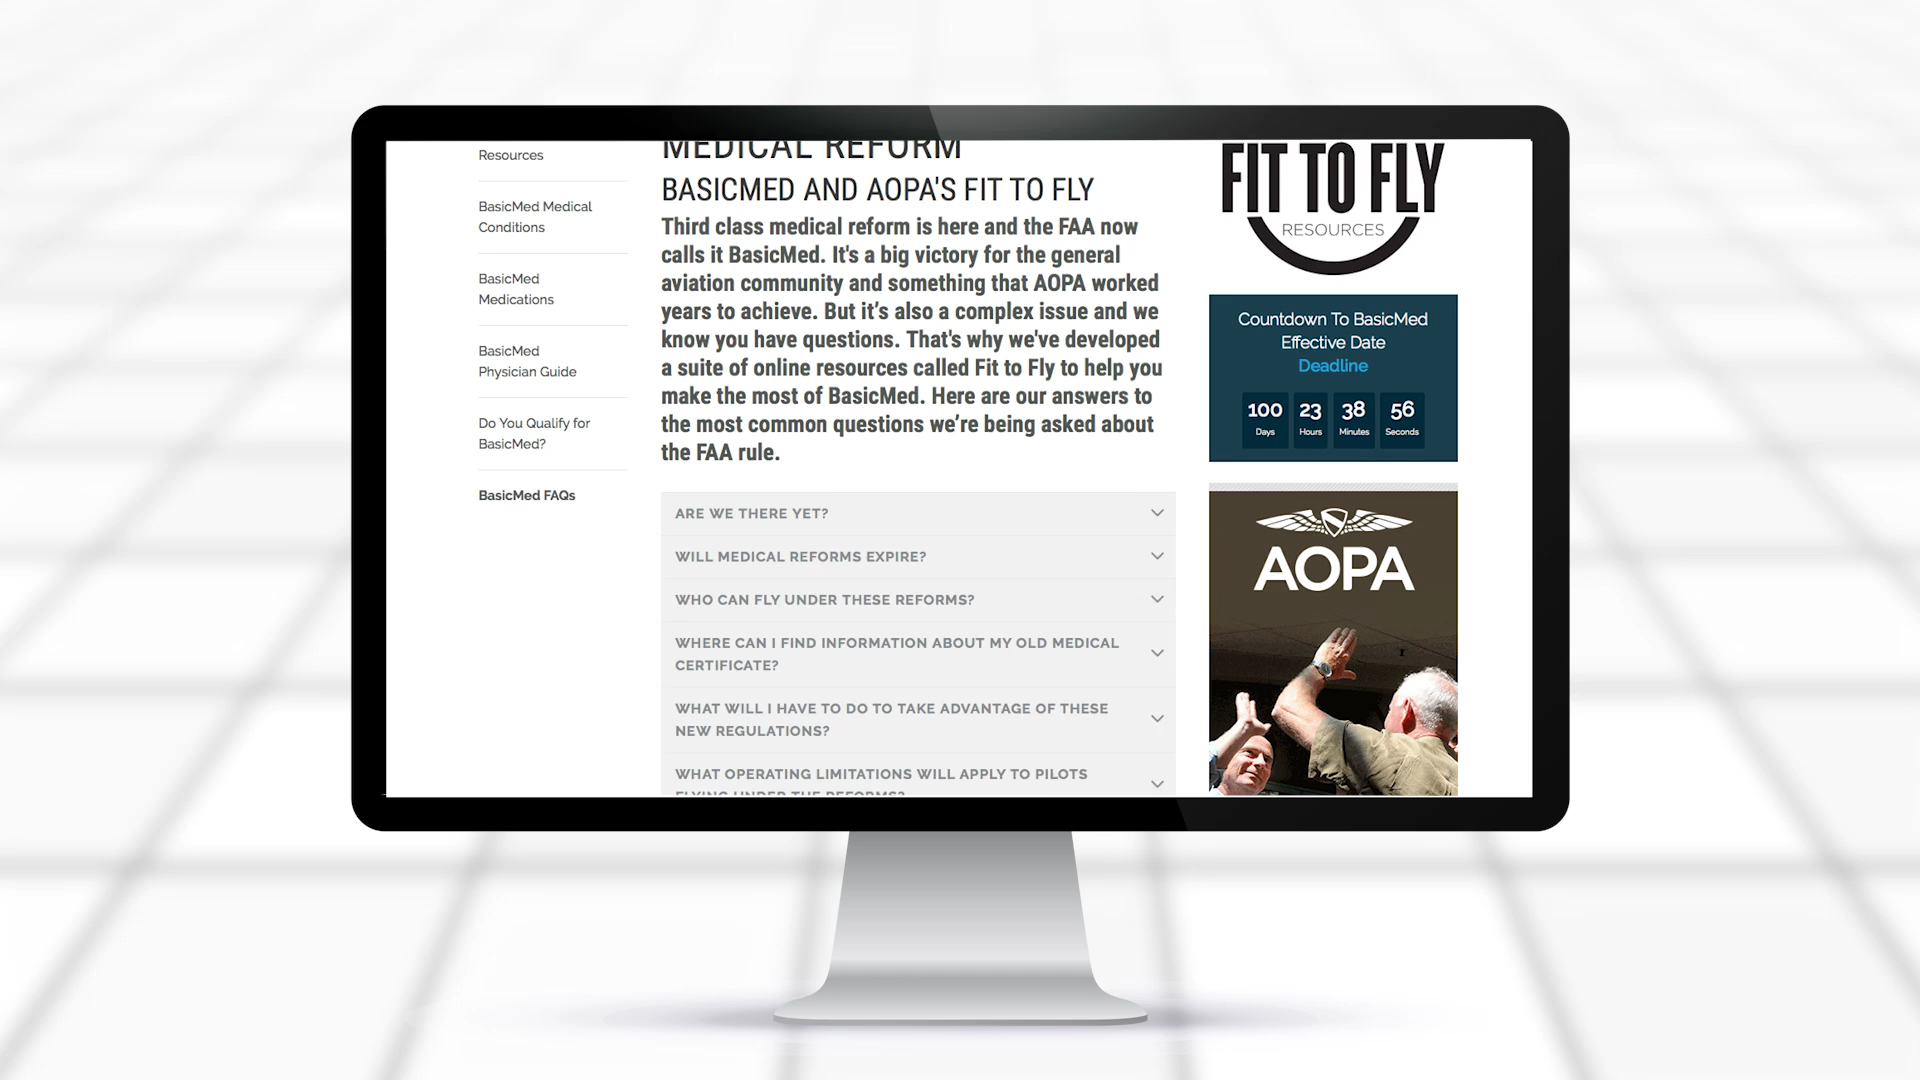 Resources
BasicMed Medical
Conditions
BasicMed
Medications
BasicMed
Physician Guide
Do You Qualify for
BasicMed?
BasicMed FAQs
MEDICAL REFORM
BASICMED AND AOPA'S FIT TO FLY
Third class medical reform is here and the FAA now
calls it BasicMed. It's a big victory for the general
aviation community and something that AOPA worked
years to achieve. But it’s also a complex issue and we
know you have questions. That's why we've developed
a suite of online resources called Fit to Fly to help you
make the most of BasicMed. Here are our answers to
the most common questions we’re being asked about
the FAA rule.
ARE WE THERE YET?
WILL MEDICAL REFORMS EXPIRE?
WHO CAN FLY UNDER THESE REFORMS?
WHERE CAN I FIND INFORMATION ABOUT MY OLD MEDICAL
CERTIFICATE?
WHAT WILL I HAVE TO DO TO TAKE ADVANTAGE OF THESE
NEW REGULATIONS?
WHAT OPERATING LIMITATIONS WILL APPLY TO PILOTS
FLYING UNDER THE REFORMS?
FIT TO FLY
RESOURCES
Countdown To BasicMed
Effective Date
Deadline
100 23 38 56
Days Hours Minutes Seconds
AOPA